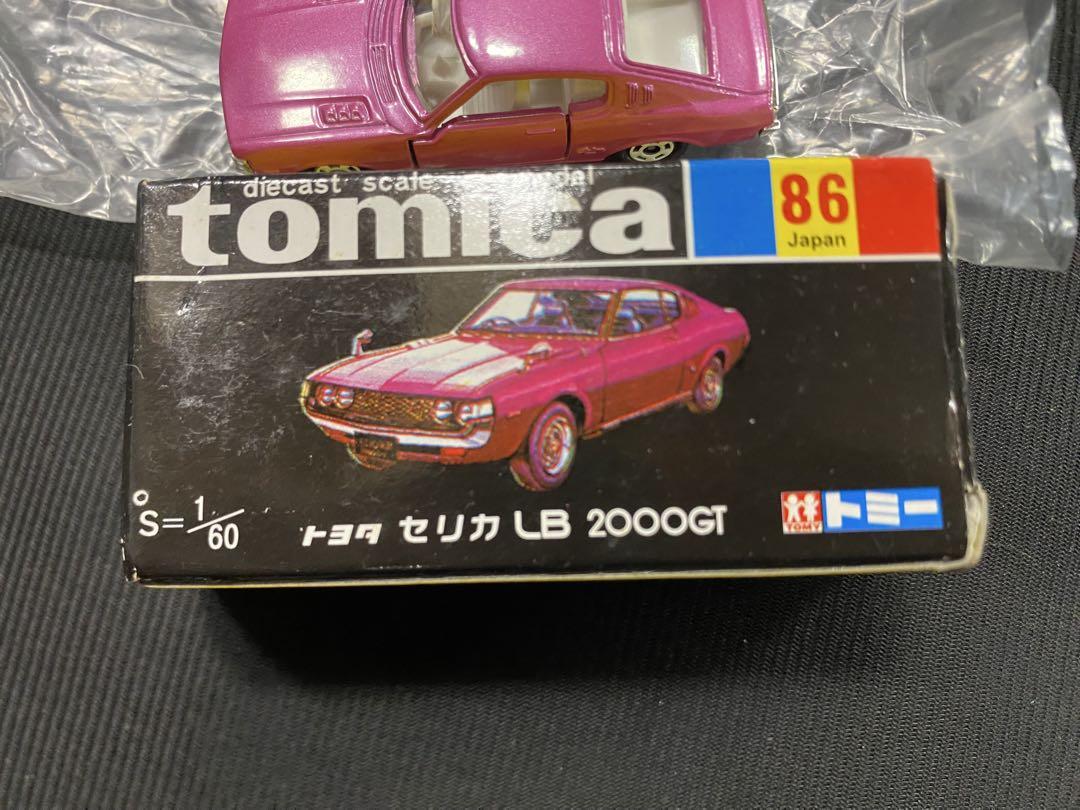 diecast scale model
tomica
86
Japan
S=1/60
トヨタ セリカ LB 2000GT
TOMY
トミー